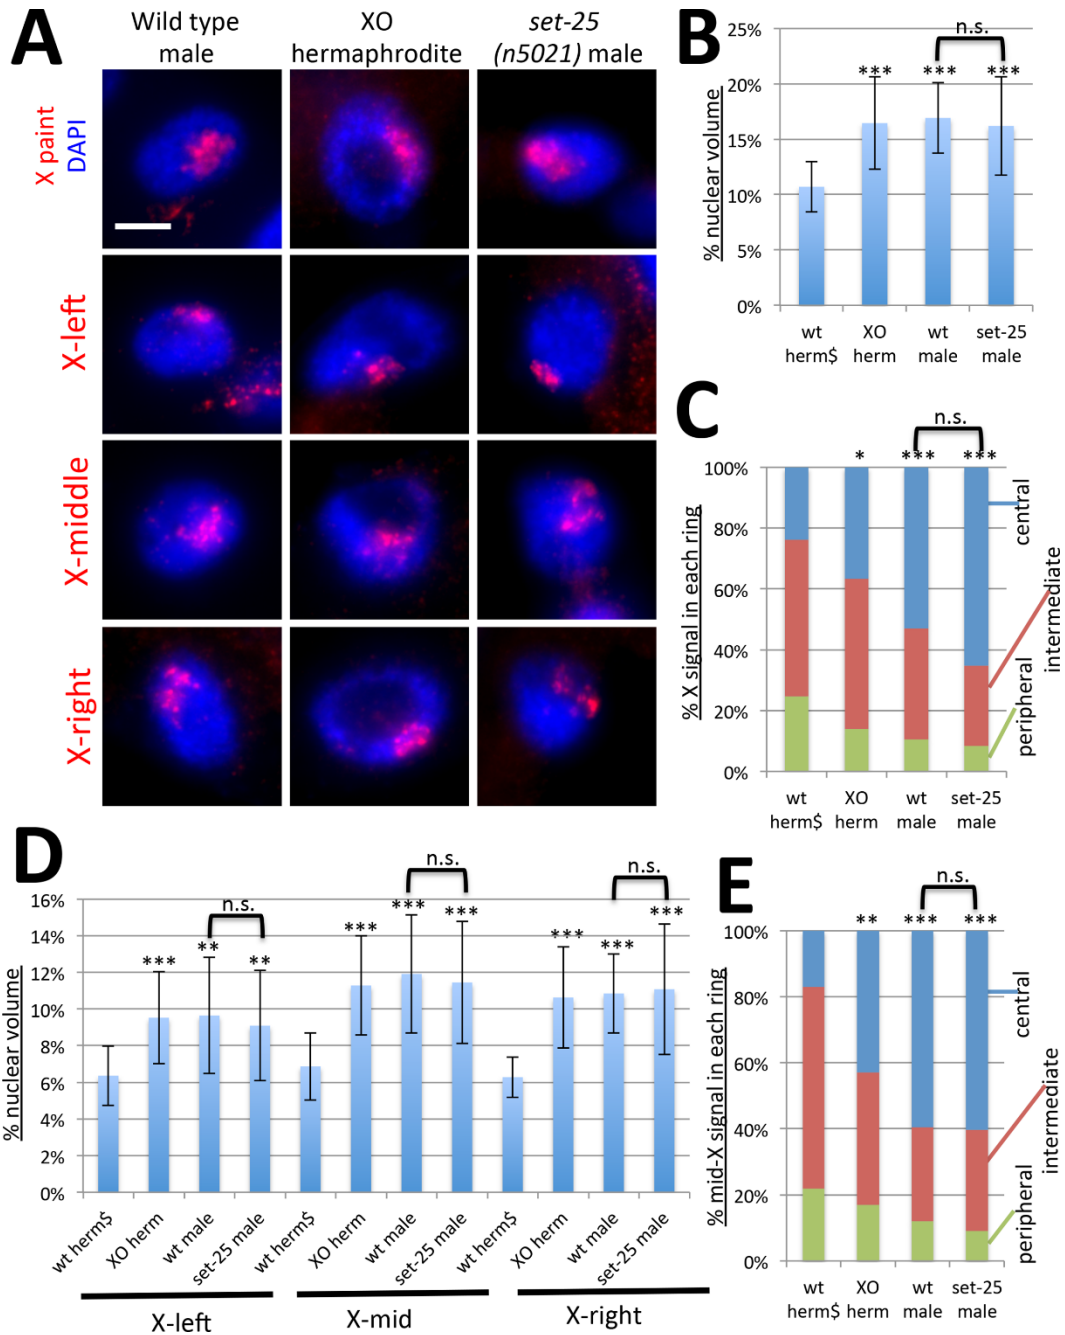 A
Wild type male
XO hermaphrodite
set-25 (n5021) male
X paint
DAPI
X-left
X-middle
X-right
B
n.s.
*** *** ***
25%
20%
15%
10%
5%
0%
% nuclear volume
wt herm$
XO herm
wt male
set-25 male
C
n.s.
* *** ***
100%
80%
60%
40%
20%
0%
% X signal in each ring
central
intermediate
peripheral
wt herm$
XO herm
wt male
set-25 male
D
n.s.
n.s.
n.s.
*** ** ** *** *** *** *** *** ***
16%
14%
12%
10%
8%
6%
4%
2%
0%
% nuclear volume
wt herm$
XO herm
wt male
set-25 male
wt herm$
XO herm
wt male
set-25 male
wt herm$
XO herm
wt male
set-25 male
X-left
X-mid
X-right
E
n.s.
** *** ***
100%
80%
60%
40%
20%
0%
% mid-X signal in each ring
central
intermediate
peripheral
wt herm$
XO herm
wt male
set-25 male